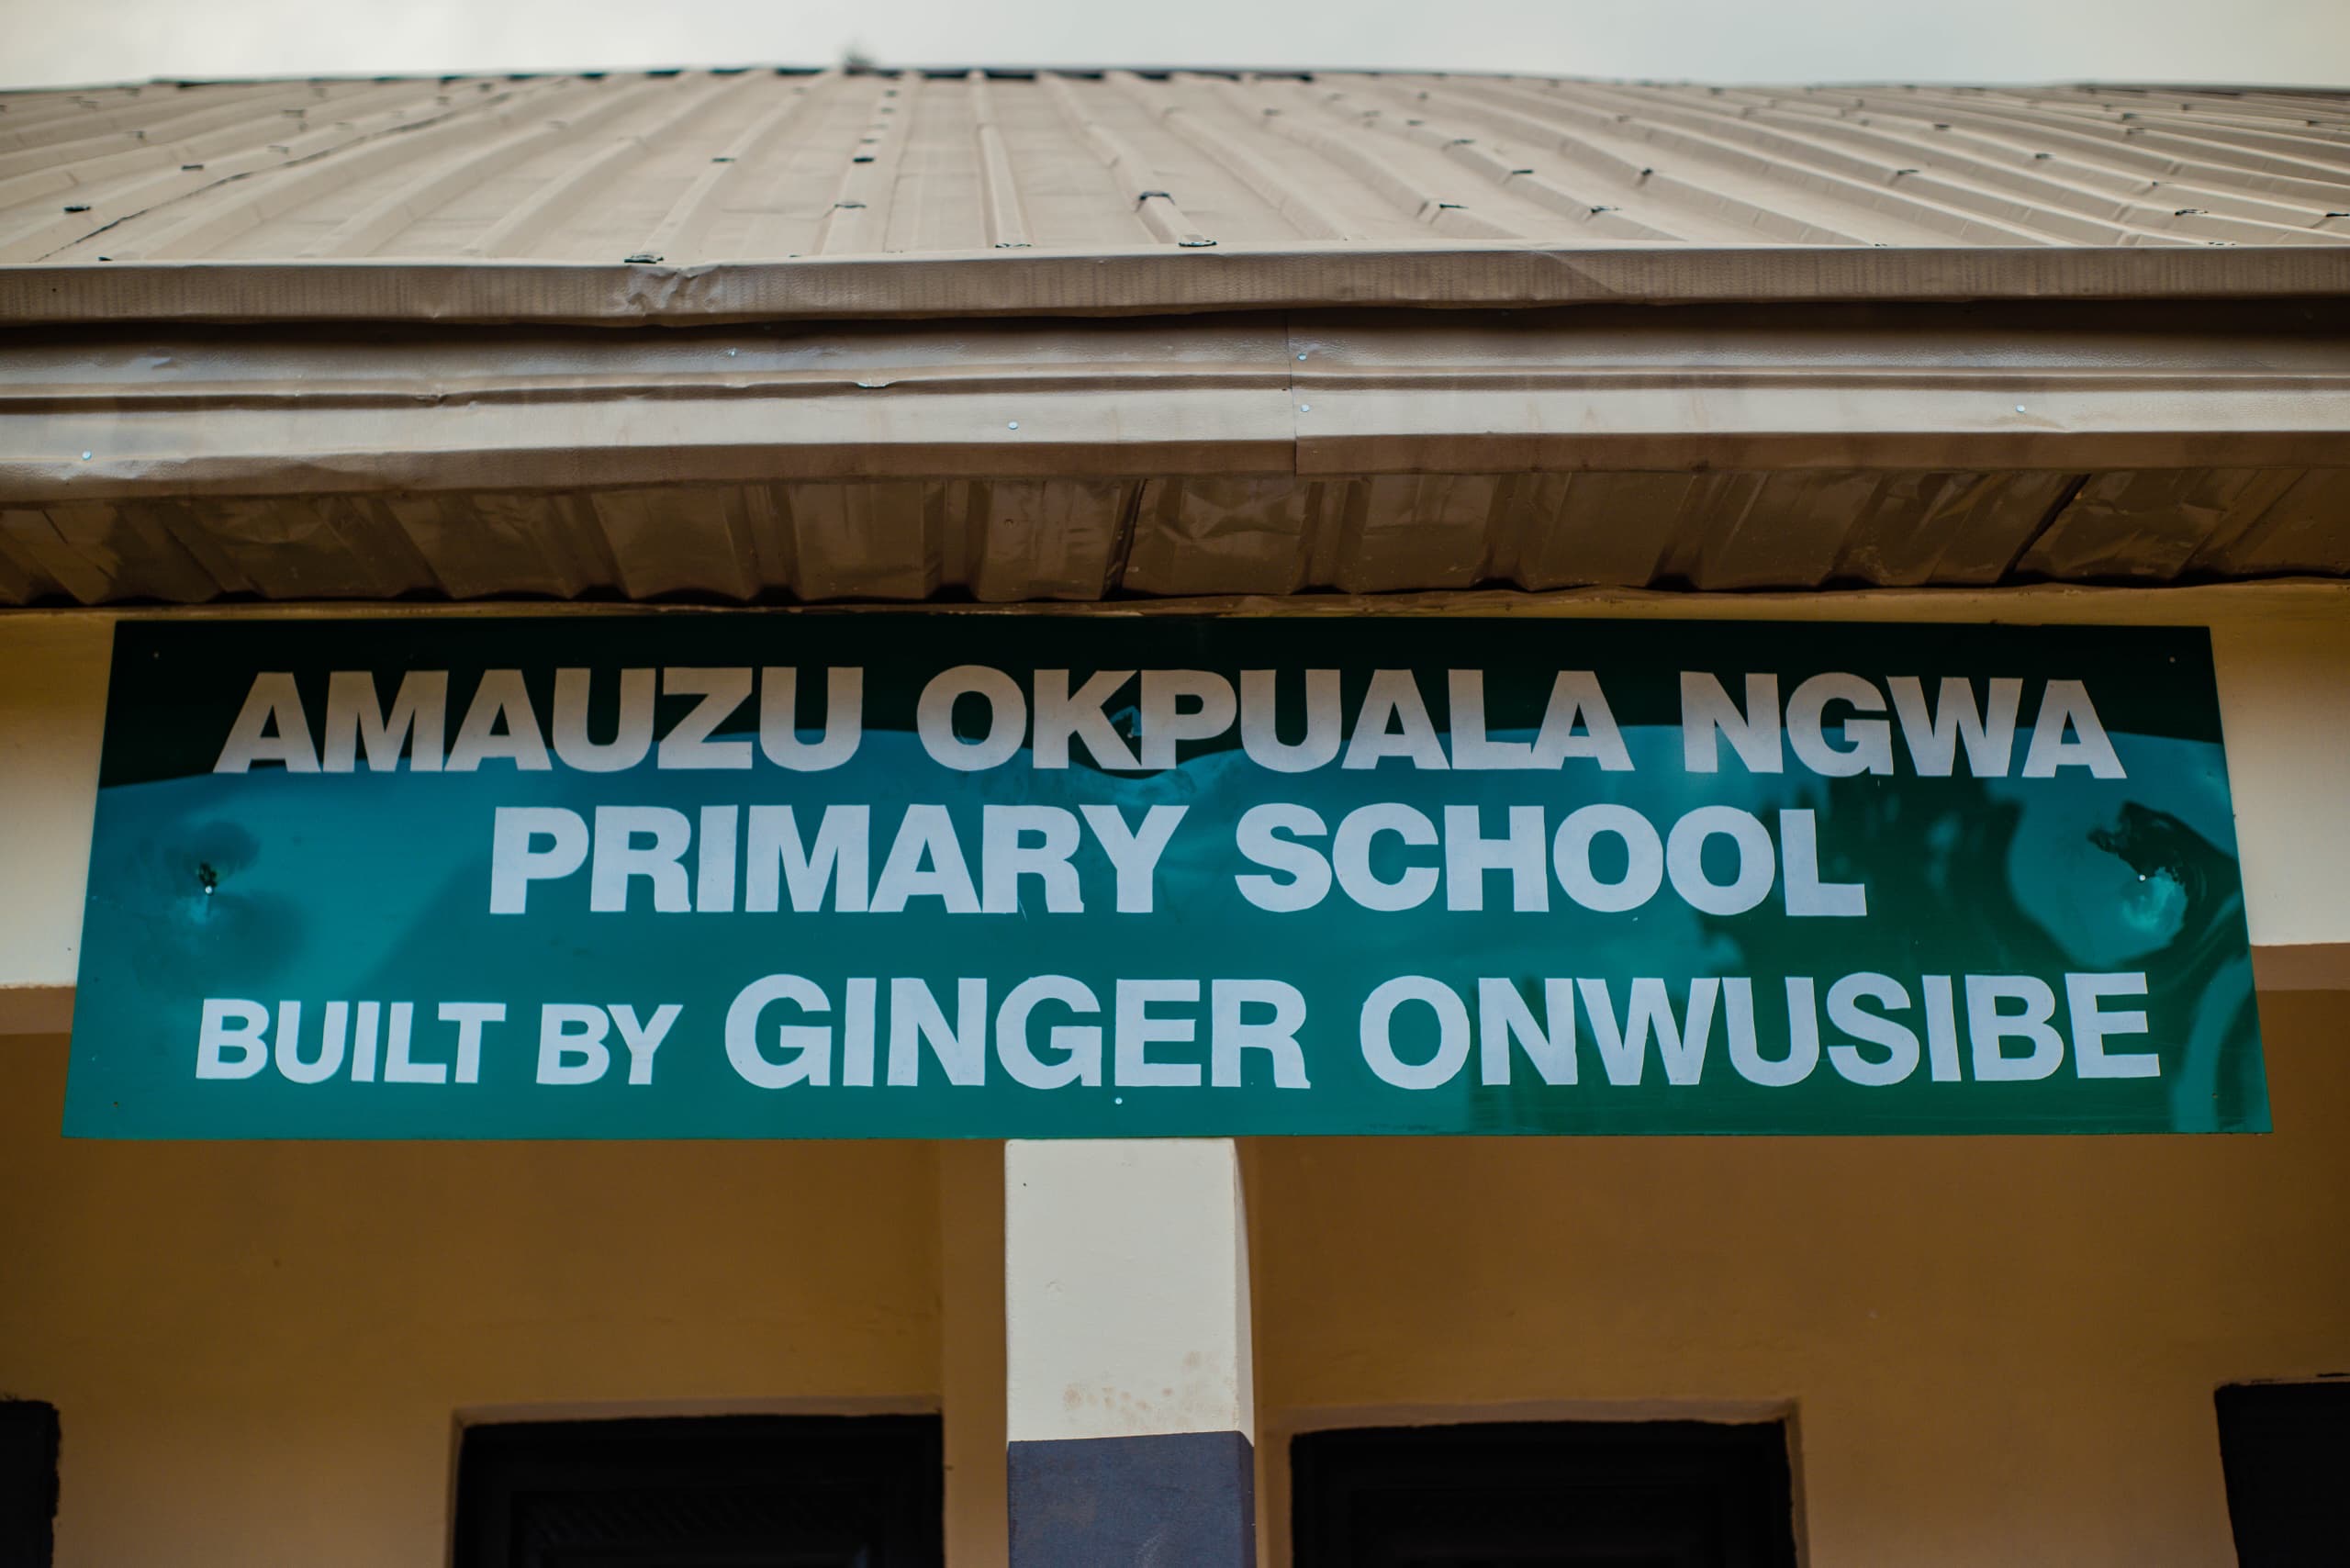 AMAUZU OKPUALA NGWA
PRIMARY SCHOOL
BUILT BY GINGER ONWUSIBE